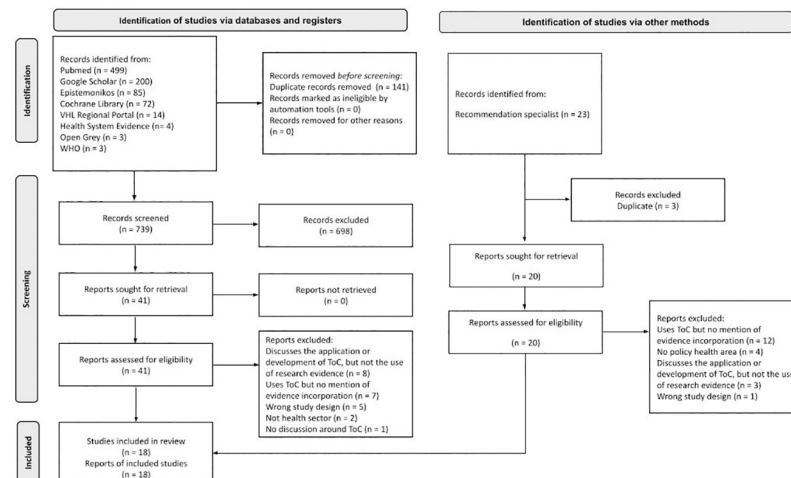 Identification of studies via databases and registers
Identification of studies via other methods
Identification
Records identified from:
Pubmed (n = 499)
Google Scholar (n = 200)
Epistemonikos (n = 85)
Cochrane Library (n = 72)
VHL Regional Portal (n = 14)
Health System Evidence (n= 4)
Open Grey (n = 3)
WHO (n = 3)
Records removed before screening:
Duplicate records removed (n = 141)
Records marked as ineligible by
automation tools (n = 0)
Records removed for other reasons
(n = 0)
Records identified from:
Recommendation specialist (n = 23)
Records excluded
Duplicate (n = 3)
Screening
Records screened
(n = 739)
Records excluded
(n = 698)
Reports sought for retrieval
(n = 41)
Reports not retrieved
(n = 0)
Reports sought for retrieval
(n = 20)
Reports assessed for eligibility
(n = 41)
Reports excluded:
Discusses the application or
development of ToC, but not the use
of research evidence (n = 8)
Uses ToC but no mention of
evidence incorporation (n = 7)
Wrong study design (n = 5)
Not health sector (n = 2)
No discussion around ToC (n = 1)
Reports assessed for eligibility
(n = 20)
Reports excluded:
Uses ToC but no mention of
evidence incorporation (n = 12)
No policy health area (n = 4)
Discusses the application or
development of ToC, but not the use
of research evidence (n = 3)
Wrong study design (n = 1)
Included
Studies included in review
(n = 18)
Reports of included studies
(n = 18)